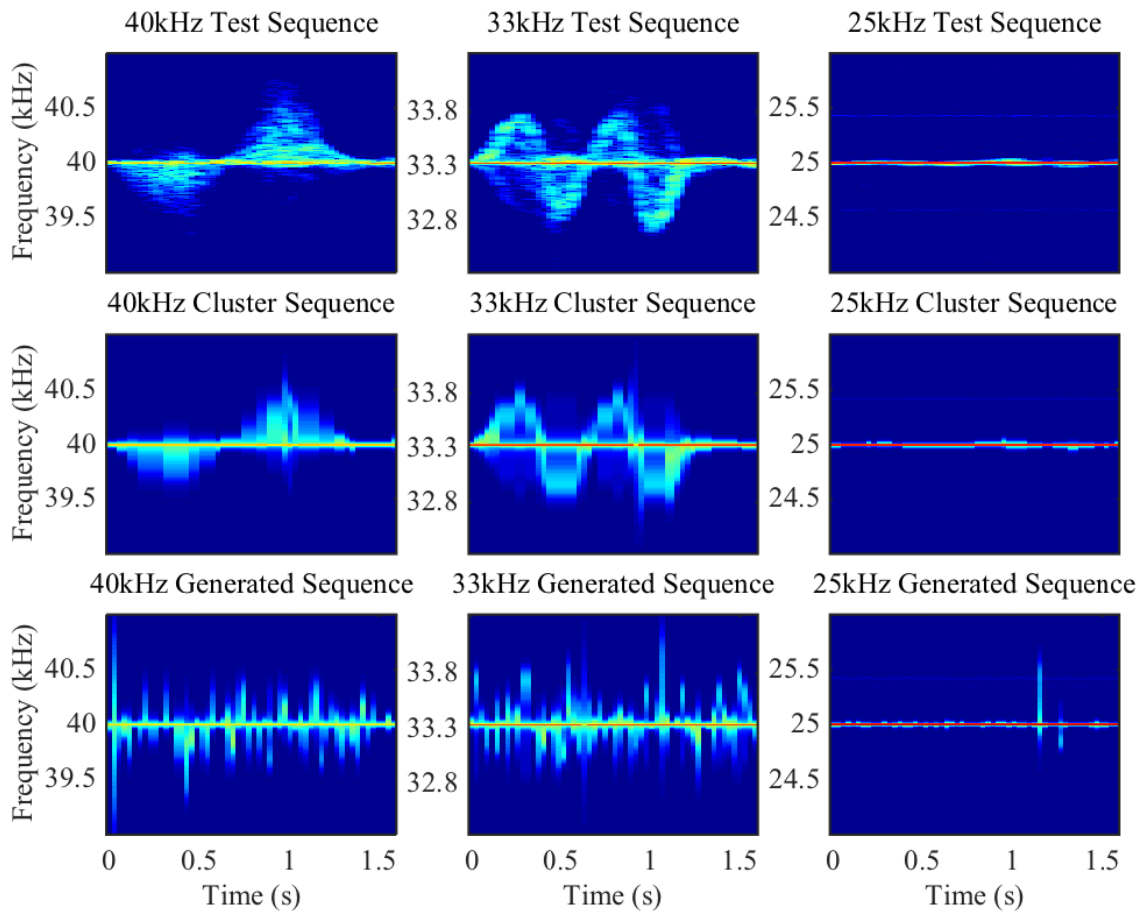 40kHz Test Sequence
33kHz Test Sequence
25kHz Test Sequence
Frequency (kHz)
40.5
40
39.5
33.8
33.3
32.8
25.5
25
24.5
40kHz Cluster Sequence
33kHz Cluster Sequence
25kHz Cluster Sequence
Frequency (kHz)
40.5
40
39.5
33.8
33.3
32.8
25.5
25
24.5
40kHz Generated Sequence
33kHz Generated Sequence
25kHz Generated Sequence
Frequency (kHz)
40.5
40
39.5
33.8
33.3
32.8
25.5
25
24.5
0 0.5 1 1.5
0 0.5 1 1.5
0 0.5 1 1.5
Time (s)
Time (s)
Time (s)